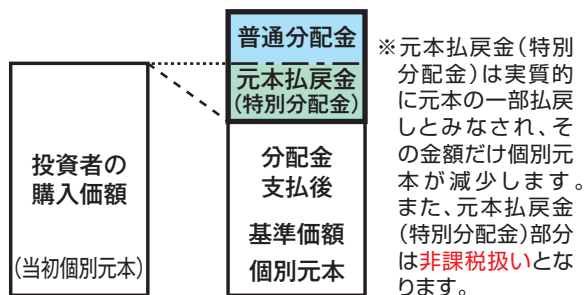 普通分配金
元本払戻金
(特別分配金)
投資者の
購入価額
(当初個別元本)
分配金
支払後
基準価額
個別元本
※元本払戻金(特別
分配金)は実質的
に元本の一部払戻
しとみなされ、そ
の金額だけ個別元
本が減少します。
また、元本払戻金
(特別分配金)部分
は非課税扱いとな
ります。